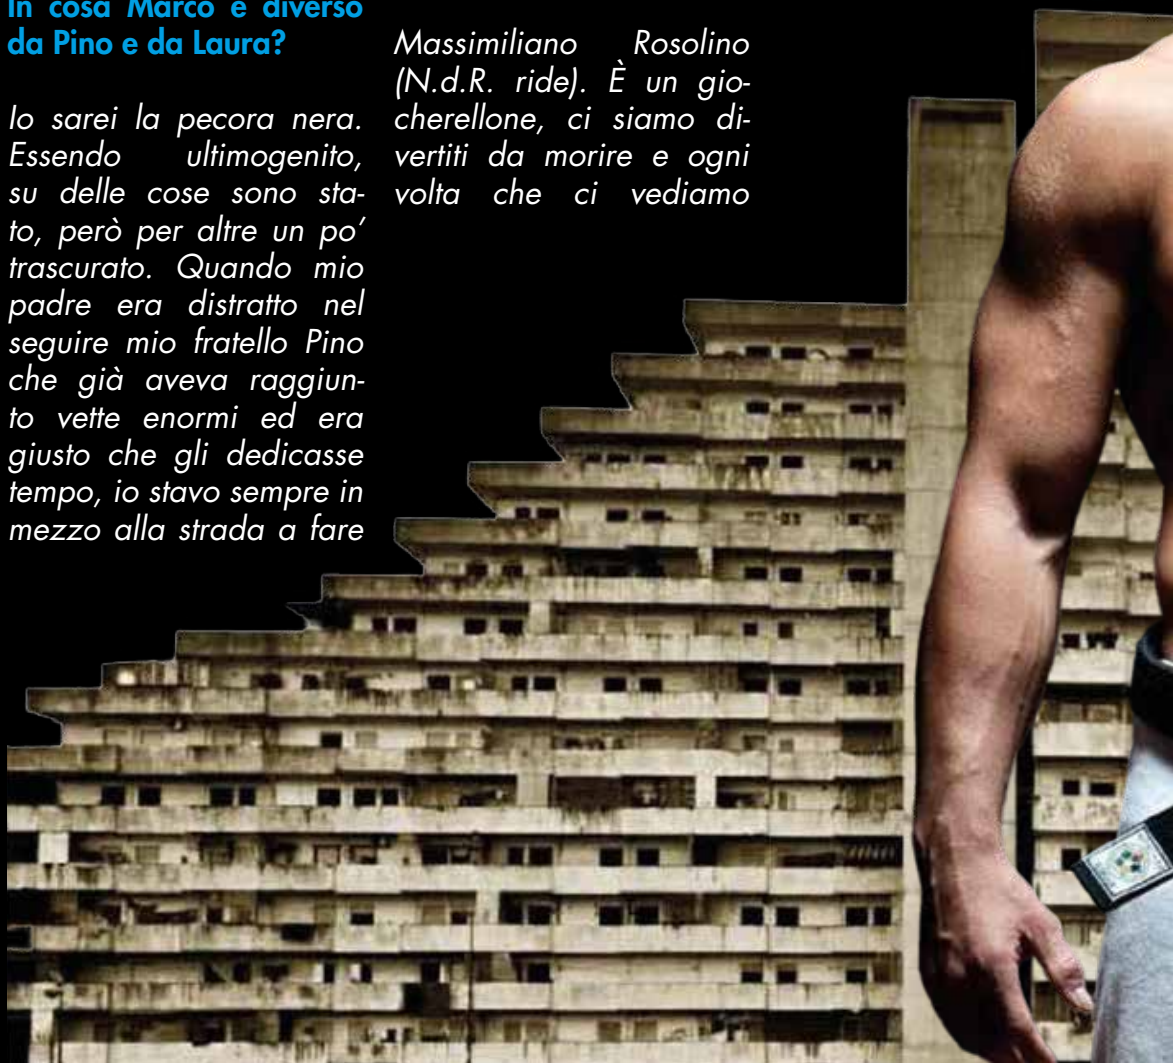 In cosa Marco è diverso
da Pino e da Laura?
Io sarei la pecora nera.
Essendo ultimogenito,
su delle cose sono sta-
to, però per altre un po’
trascurato. Quando mio
padre era distratto nel
seguire mio fratello Pino
che già aveva raggiun-
to vette enormi ed era
giusto che gli dedicasse
tempo, io stavo sempre in
mezzo alla strada a fare
Massimiliano Rosolino
(N.d.R. ride). È un gio-
cherellone, ci siamo di-
vertiti da morire e ogni
volta che ci vediamo